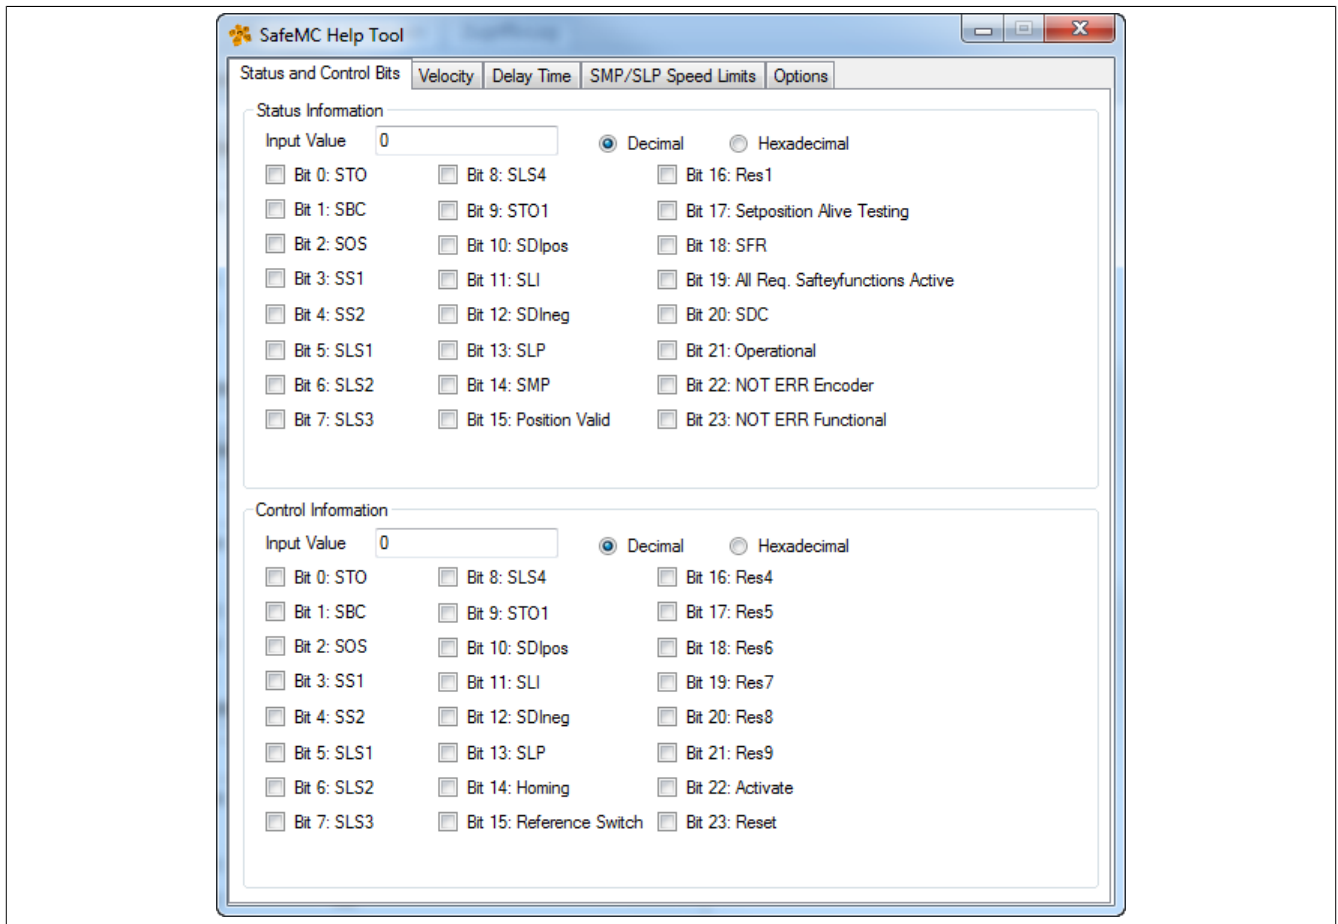 SafeMC Help Tool
Status and Control Bits Velocity Delay Time SMP/SLP Speed Limits Options
Status Information
Input Value 0 Decimal Hexadecimal
Bit 0: STO Bit 8: SLS4 Bit 16: Res1
Bit 1: SBC Bit 9: STO1 Bit 17: Setposition Alive Testing
Bit 2: SOS Bit 10: SDIpos Bit 18: SFR
Bit 3: SS1 Bit 11: SLI Bit 19: All Req. Safteyfunctions Active
Bit 4: SS2 Bit 12: SDIneg Bit 20: SDC
Bit 5: SLS1 Bit 13: SLP Bit 21: Operational
Bit 6: SLS2 Bit 14: SMP Bit 22: NOT ERR Encoder
Bit 7: SLS3 Bit 15: Position Valid Bit 23: NOT ERR Functional
Control Information
Input Value 0 Decimal Hexadecimal
Bit 0: STO Bit 8: SLS4 Bit 16: Res4
Bit 1: SBC Bit 9: STO1 Bit 17: Res5
Bit 2: SOS Bit 10: SDIpos Bit 18: Res6
Bit 3: SS1 Bit 11: SLI Bit 19: Res7
Bit 4: SS2 Bit 12: SDIneg Bit 20: Res8
Bit 5: SLS1 Bit 13: SLP Bit 21: Res9
Bit 6: SLS2 Bit 14: Homing Bit 22: Activate
Bit 7: SLS3 Bit 15: Reference Switch Bit 23: Reset